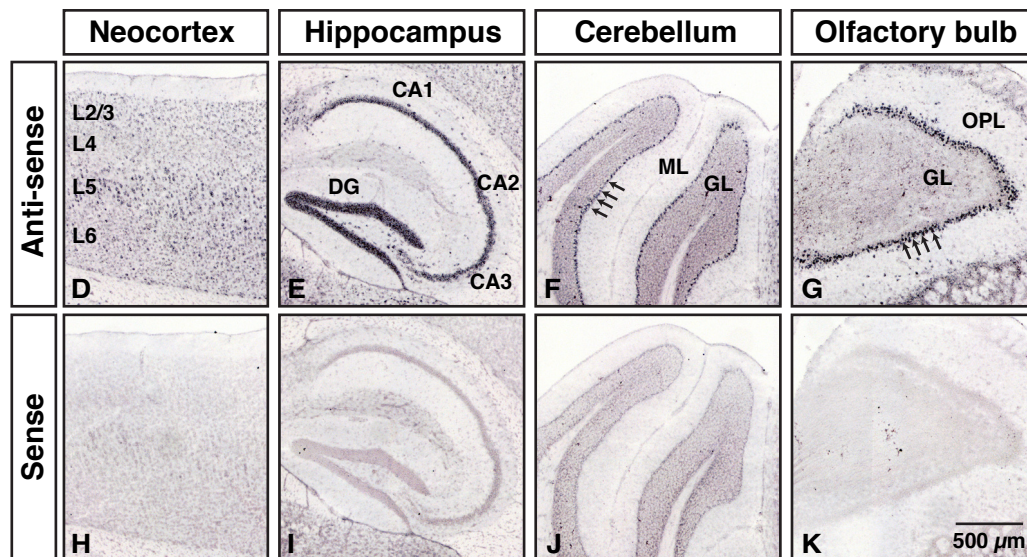 Neocortex
Hippocampus
Cerebellum
Olfactory bulb
Anti-sense
L2/3
L4
L5
L6
D
CA1
CA2
DG
CA3
E
ML
GL
F
OPL
GL
G
Sense
H
I
J
K
500 µm